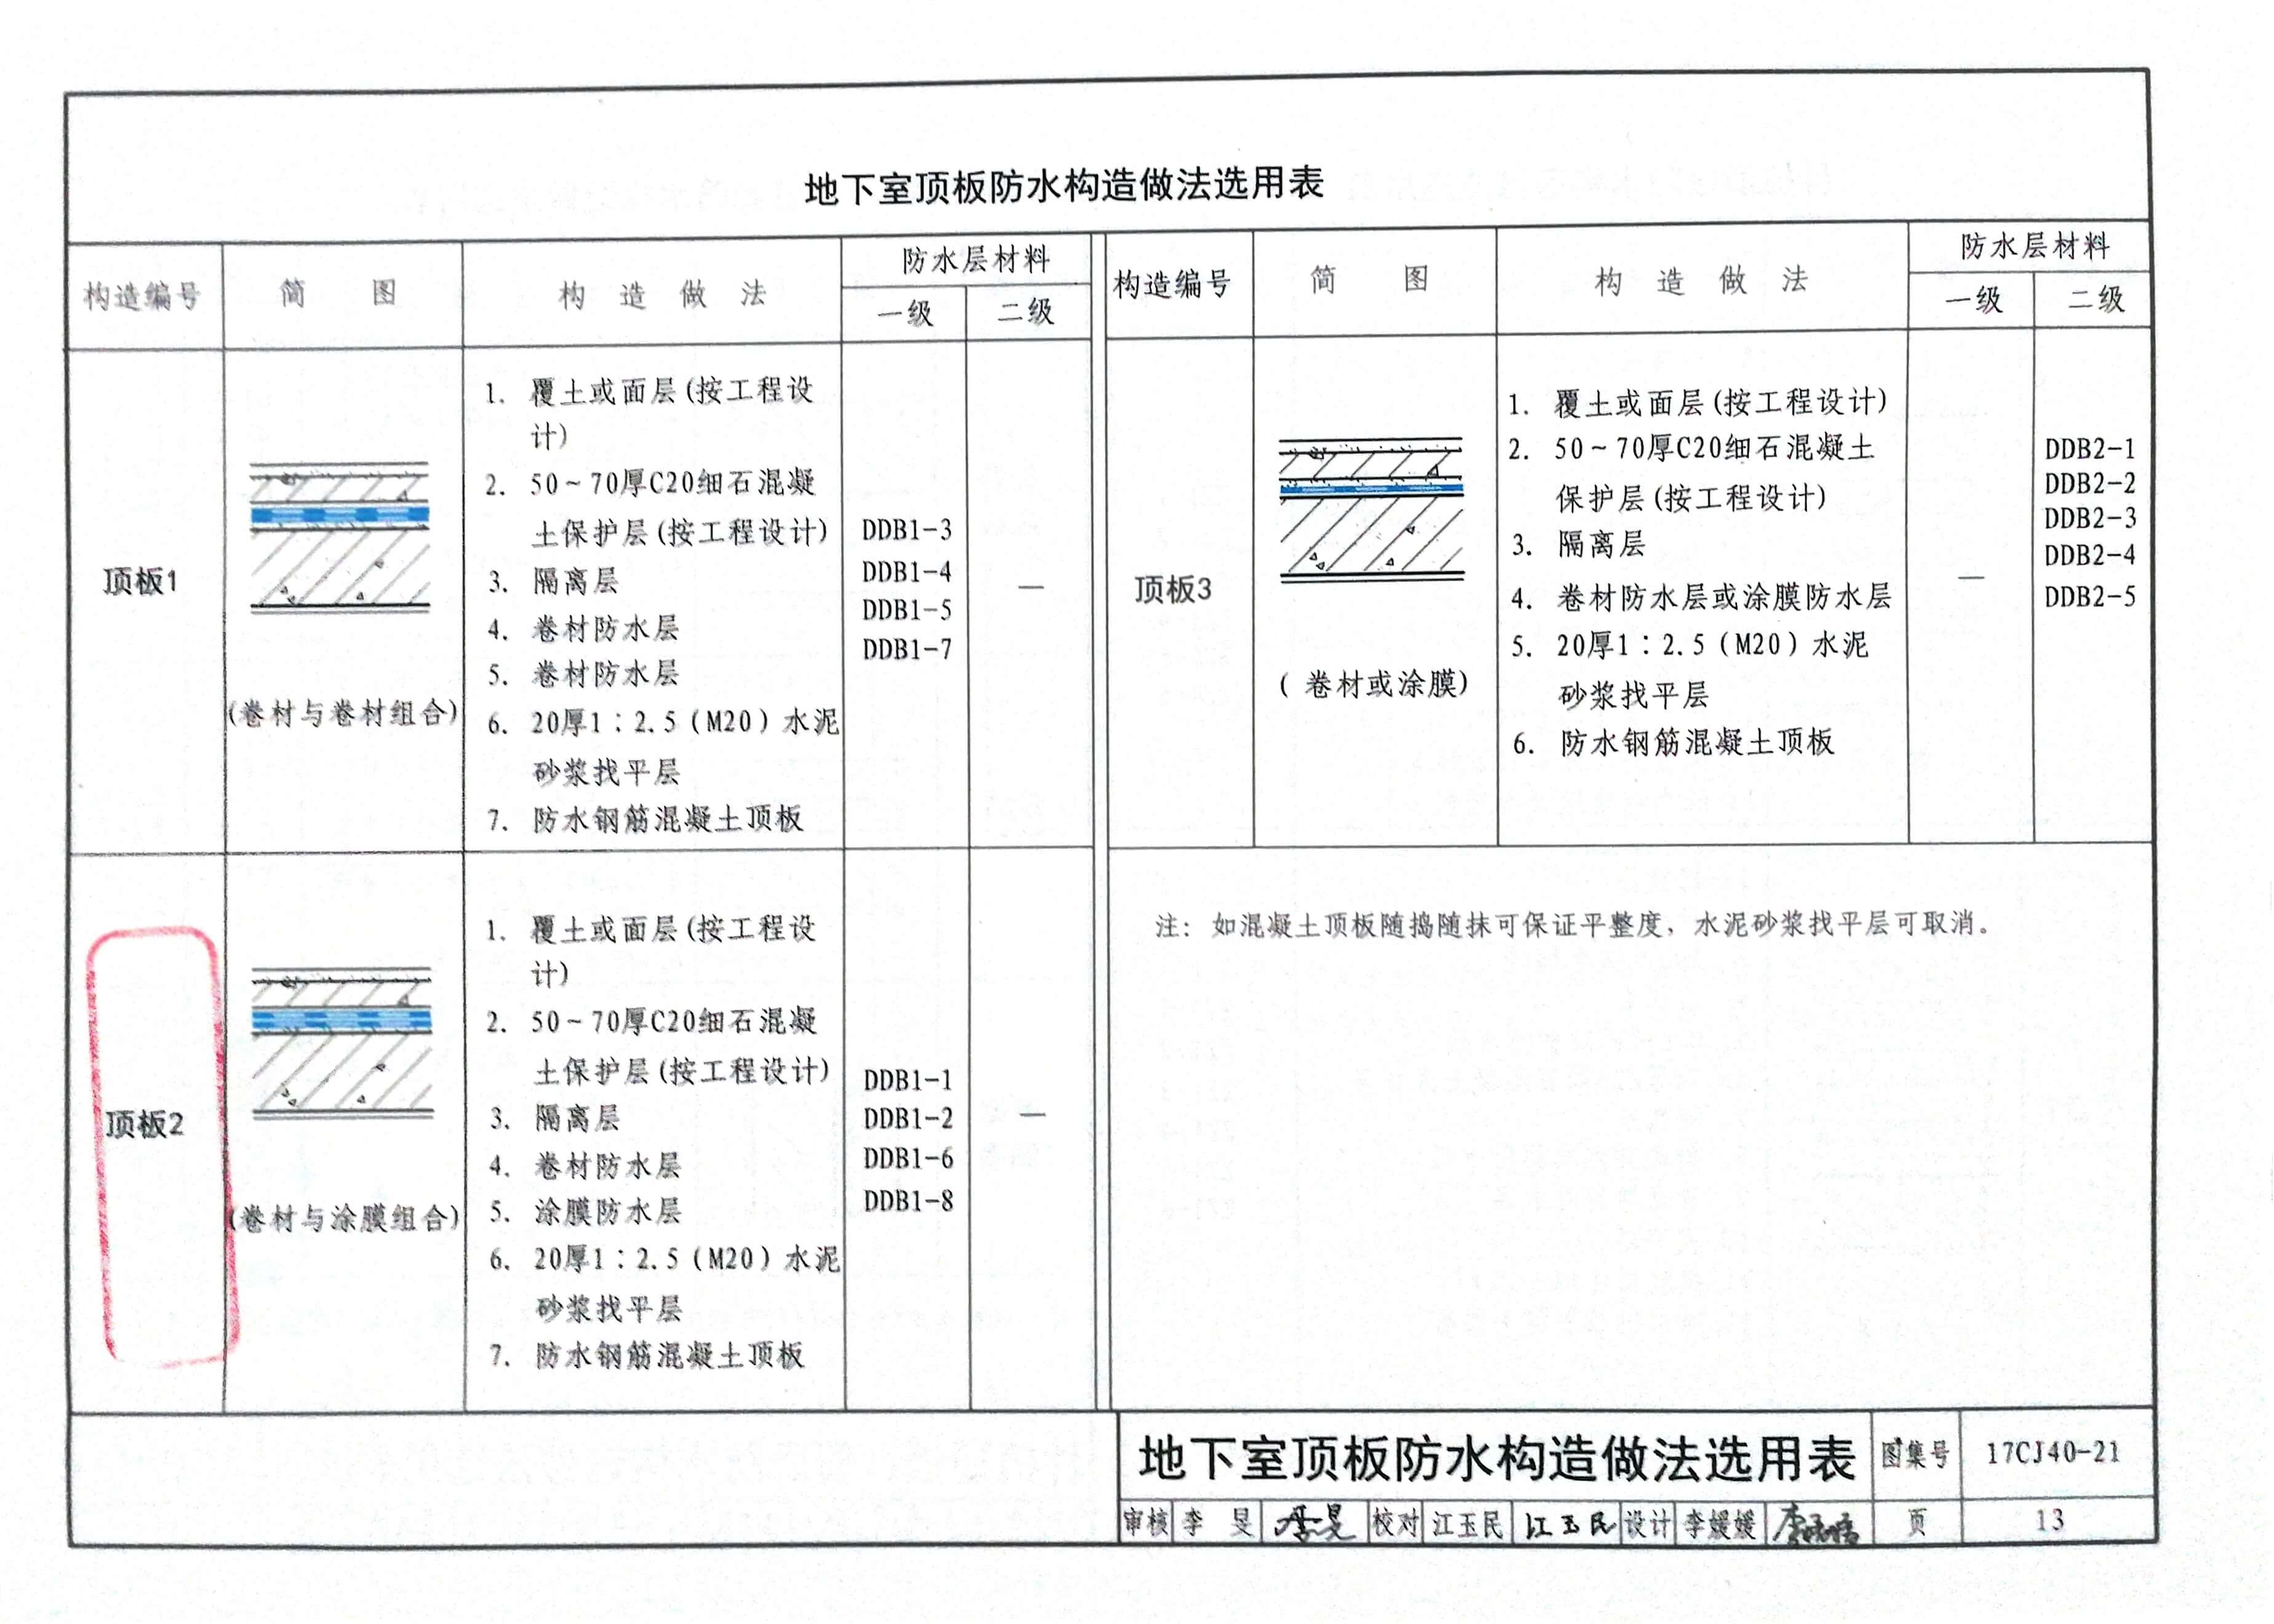 地下室顶板防水构造做法选用表
构造编号
简 图
构 造 做 法
防水层材料
一级
二级
顶板1
(卷材与卷材组合)
1. 覆土或面层(按工程设
计)
2. 50~70厚C20细石混凝
土保护层(按工程设计)
3. 隔离层
4. 卷材防水层
5. 卷材防水层
6. 20厚1:2.5(M20)水泥
砂浆找平层
7. 防水钢筋混凝土顶板
DDB1-3
DDB1-4
DDB1-5
DDB1-7
—
顶板2
(卷材与涂膜组合)
1. 覆土或面层(按工程设
计)
2. 50~70厚C20细石混凝
土保护层(按工程设计)
3. 隔离层
4. 卷材防水层
5. 涂膜防水层
6. 20厚1:2.5(M20)水泥
砂浆找平层
7. 防水钢筋混凝土顶板
DDB1-1
DDB1-2
DDB1-6
DDB1-8
—
构造编号
简 图
构 造 做 法
防水层材料
一级
二级
顶板3
(卷材或涂膜)
1. 覆土或面层(按工程设计)
2. 50~70厚C20细石混凝土
保护层(按工程设计)
3. 隔离层
4. 卷材防水层或涂膜防水层
5. 20厚1:2.5(M20)水泥
砂浆找平层
6. 防水钢筋混凝土顶板
—
DDB2-1
DDB2-2
DDB2-3
DDB2-4
DDB2-5
注: 如混凝土顶板随捣随抹可保证平整度, 水泥砂浆找平层可取消。
地下室顶板防水构造做法选用表
图集号
17CJ40-21
审核 李 旻 李旻 校对 江玉民 江玉民 设计 李媛媛
页
13